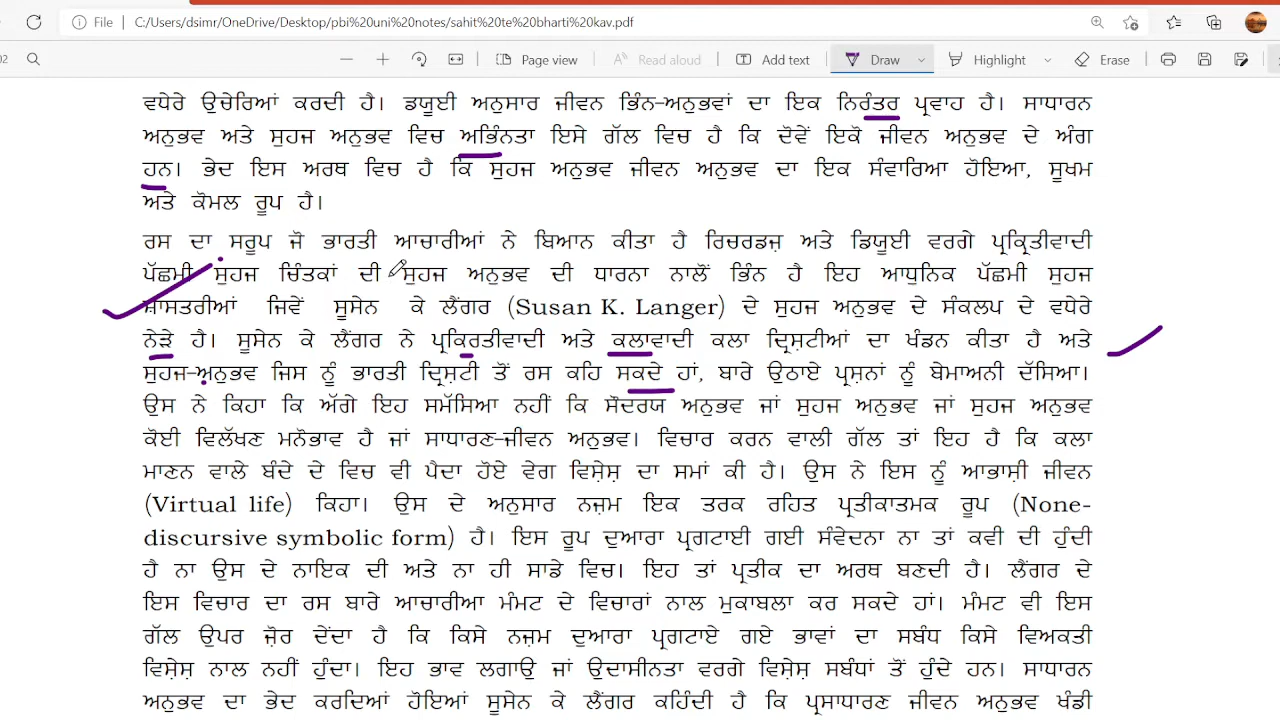 File C:/Users/dsimr/OneDrive/Desktop/pbi%20uni%20notes/sahit%20te%20bharti%20kav.pdf
Page view Read aloud Add text Draw Highlight Erase
ਵਧੇਰੇ ਉਚੇਰਿਆਂ ਕਰਦੀ ਹੈ। ਡਯੂਈ ਅਨੁਸਾਰ ਜੀਵਨ ਭਿੰਨ-ਅਨੁਭਵਾਂ ਦਾ ਇਕ ਨਿਰੰਤਰ ਪ੍ਰਵਾਹ ਹੈ। ਸਾਧਾਰਨ
ਅਨੁਭਵ ਅਤੇ ਸੁਹਜ ਅਨੁਭਵ ਵਿਚ ਅਭਿੰਨਤਾ ਇਸੇ ਗੱਲ ਵਿਚ ਹੈ ਕਿ ਦੋਵੇਂ ਇਕੋ ਜੀਵਨ ਅਨੁਭਵ ਦੇ ਅੰਗ
ਹਨ। ਭੇਦ ਇਸ ਅਰਥ ਵਿਚ ਹੈ ਕਿ ਸੁਹਜ ਅਨੁਭਵ ਜੀਵਨ ਅਨੁਭਵ ਦਾ ਇਕ ਸੰਵਾਰਿਆ ਹੋਇਆ, ਸੂਖਮ
ਅਤੇ ਕੋਮਲ ਰੂਪ ਹੈ।
ਰਸ ਦਾ ਸਰੂਪ ਜੋ ਭਾਰਤੀ ਆਚਾਰੀਆਂ ਨੇ ਬਿਆਨ ਕੀਤਾ ਹੈ ਰਿਚਰਡਜ਼ ਅਤੇ ਡਿਯੂਈ ਵਰਗੇ ਪ੍ਰਕ੍ਰਿਤੀਵਾਦੀ
ਪੱਛਮੀ ਸੁਹਜ ਚਿੰਤਕਾਂ ਦੀ ਸੁਹਜ ਅਨੁਭਵ ਦੀ ਧਾਰਨਾ ਨਾਲੋਂ ਭਿੰਨ ਹੈ ਇਹ ਆਧੁਨਿਕ ਪੱਛਮੀ ਸੁਹਜ
ਸ਼ਾਸਤਰੀਆਂ ਜਿਵੇਂ ਸੂਸੇਨ ਕੇ ਲੈਂਗਰ (Susan K. Langer) ਦੇ ਸੁਹਜ ਅਨੁਭਵ ਦੇ ਸੰਕਲਪ ਦੇ ਵਧੇਰੇ
ਨੇੜੇ ਹੈ। ਸੂਸੇਨ ਕੇ ਲੈਂਗਰ ਨੇ ਪ੍ਰਕਿਰਤੀਵਾਦੀ ਅਤੇ ਕਲਾਵਾਦੀ ਕਲਾ ਦ੍ਰਿਸ਼ਟੀਆਂ ਦਾ ਖੰਡਨ ਕੀਤਾ ਹੈ ਅਤੇ
ਸੁਹਜ-ਅਨੁਭਵ ਜਿਸ ਨੂੰ ਭਾਰਤੀ ਦ੍ਰਿਸ਼ਟੀ ਤੋਂ ਰਸ ਕਹਿ ਸਕਦੇ ਹਾਂ, ਬਾਰੇ ਉਠਾਏ ਪ੍ਰਸ਼ਨਾਂ ਨੂੰ ਬੇਮਾਅਨੀ ਦੱਸਿਆ।
ਉਸ ਨੇ ਕਿਹਾ ਕਿ ਅੱਗੇ ਇਹ ਸਮੱਸਿਆ ਨਹੀਂ ਕਿ ਸੌਂਦਰਯ ਅਨੁਭਵ ਜਾਂ ਸੁਹਜ ਅਨੁਭਵ ਜਾਂ ਸੁਹਜ ਅਨੁਭਵ
ਕੋਈ ਵਿਲੱਖਣ ਮਨੋਭਾਵ ਹੈ ਜਾਂ ਸਾਧਾਰਣ-ਜੀਵਨ ਅਨੁਭਵ। ਵਿਚਾਰ ਕਰਨ ਵਾਲੀ ਗੱਲ ਤਾਂ ਇਹ ਹੈ ਕਿ ਕਲਾ
ਮਾਣਨ ਵਾਲੇ ਬੰਦੇ ਦੇ ਵਿਚ ਵੀ ਪੈਦਾ ਹੋਏ ਵੇਗ ਵਿਸ਼ੇਸ਼ ਦਾ ਸਮਾਂ ਕੀ ਹੈ। ਉਸ ਨੇ ਇਸ ਨੂੰ ਆਭਾਸ਼ੀ ਜੀਵਨ
(Virtual life) ਕਿਹਾ। ਉਸ ਦੇ ਅਨੁਸਾਰ ਨਜ਼ਮ ਇਕ ਤਰਕ ਰਹਿਤ ਪ੍ਰਤੀਕਾਤਮਕ ਰੂਪ (None-
discursive symbolic form) ਹੈ। ਇਸ ਰੂਪ ਦੁਆਰਾ ਪ੍ਰਗਟਾਈ ਗਈ ਸੰਵੇਦਨਾ ਨਾ ਤਾਂ ਕਵੀ ਦੀ ਹੁੰਦੀ
ਹੈ ਨਾ ਉਸ ਦੇ ਨਾਇਕ ਦੀ ਅਤੇ ਨਾ ਹੀ ਸਾਡੇ ਵਿਚ। ਇਹ ਤਾਂ ਪ੍ਰਤੀਕ ਦਾ ਅਰਥ ਬਣਦੀ ਹੈ। ਲੈਂਗਰ ਦੇ
ਇਸ ਵਿਚਾਰ ਦਾ ਰਸ ਬਾਰੇ ਆਚਾਰੀਆ ਮੰਮਟ ਦੇ ਵਿਚਾਰਾਂ ਨਾਲ ਮੁਕਾਬਲਾ ਕਰ ਸਕਦੇ ਹਾਂ। ਮੰਮਟ ਵੀ ਇਸ
ਗੱਲ ਉਪਰ ਜ਼ੋਰ ਦੇਂਦਾ ਹੈ ਕਿ ਕਿਸੇ ਨਜ਼ਮ ਦੁਆਰਾ ਪ੍ਰਗਟਾਏ ਗਏ ਭਾਵਾਂ ਦਾ ਸਬੰਧ ਕਿਸੇ ਵਿਅਕਤੀ
ਵਿਸ਼ੇਸ਼ ਨਾਲ ਨਹੀਂ ਹੁੰਦਾ। ਇਹ ਭਾਵ ਲਗਾਉ ਜਾਂ ਉਦਾਸੀਨਤਾ ਵਰਗੇ ਵਿਸ਼ੇਸ਼ ਸਬੰਧਾਂ ਤੋਂ ਹੁੰਦੇ ਹਨ। ਸਾਧਾਰਨ
ਅਨੁਭਵ ਦਾ ਭੇਦ ਕਰਦਿਆਂ ਹੋਇਆਂ ਸੂਸੇਨ ਕੇ ਲੈਂਗਰ ਕਹਿੰਦੀ ਹੈ ਕਿ ਪ੍ਰਸਾਧਾਰਣ ਜੀਵਨ ਅਨੁਭਵ ਖੰਡੀ